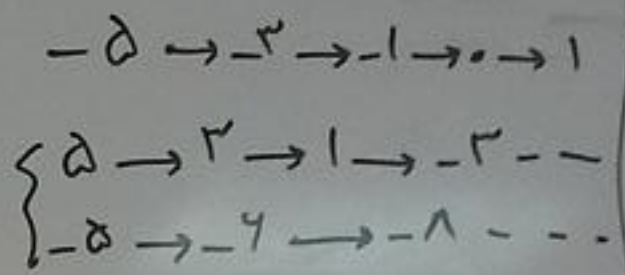 -۵ → -۳ → -۱ → ۰ → ۱
۵ → ۳ → ۱ → -۳ - -
-۵ → -۶ → -۸ - - -